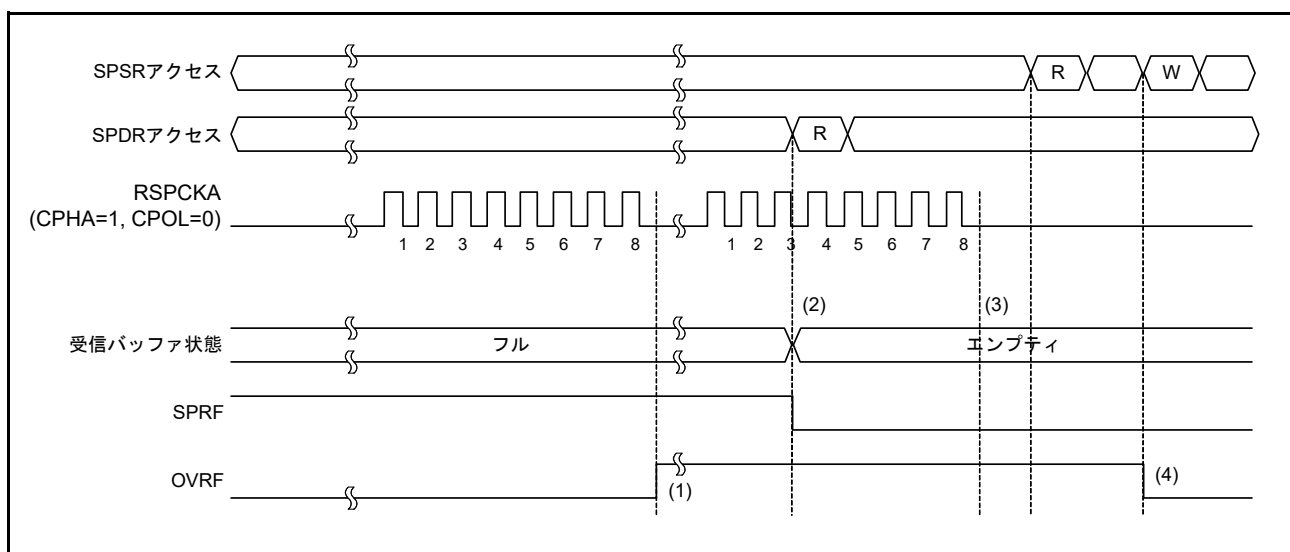 SPSRアクセス
R
W
SPDRアクセス
R
RSPCKA
(CPHA=1, CPOL=0)
1 2 3 4 5 6 7 8
1 2 3 4 5 6 7 8
(2)
(3)
受信バッファ状態
フル
エンプティ
SPRF
OVRF
(1)
(4)